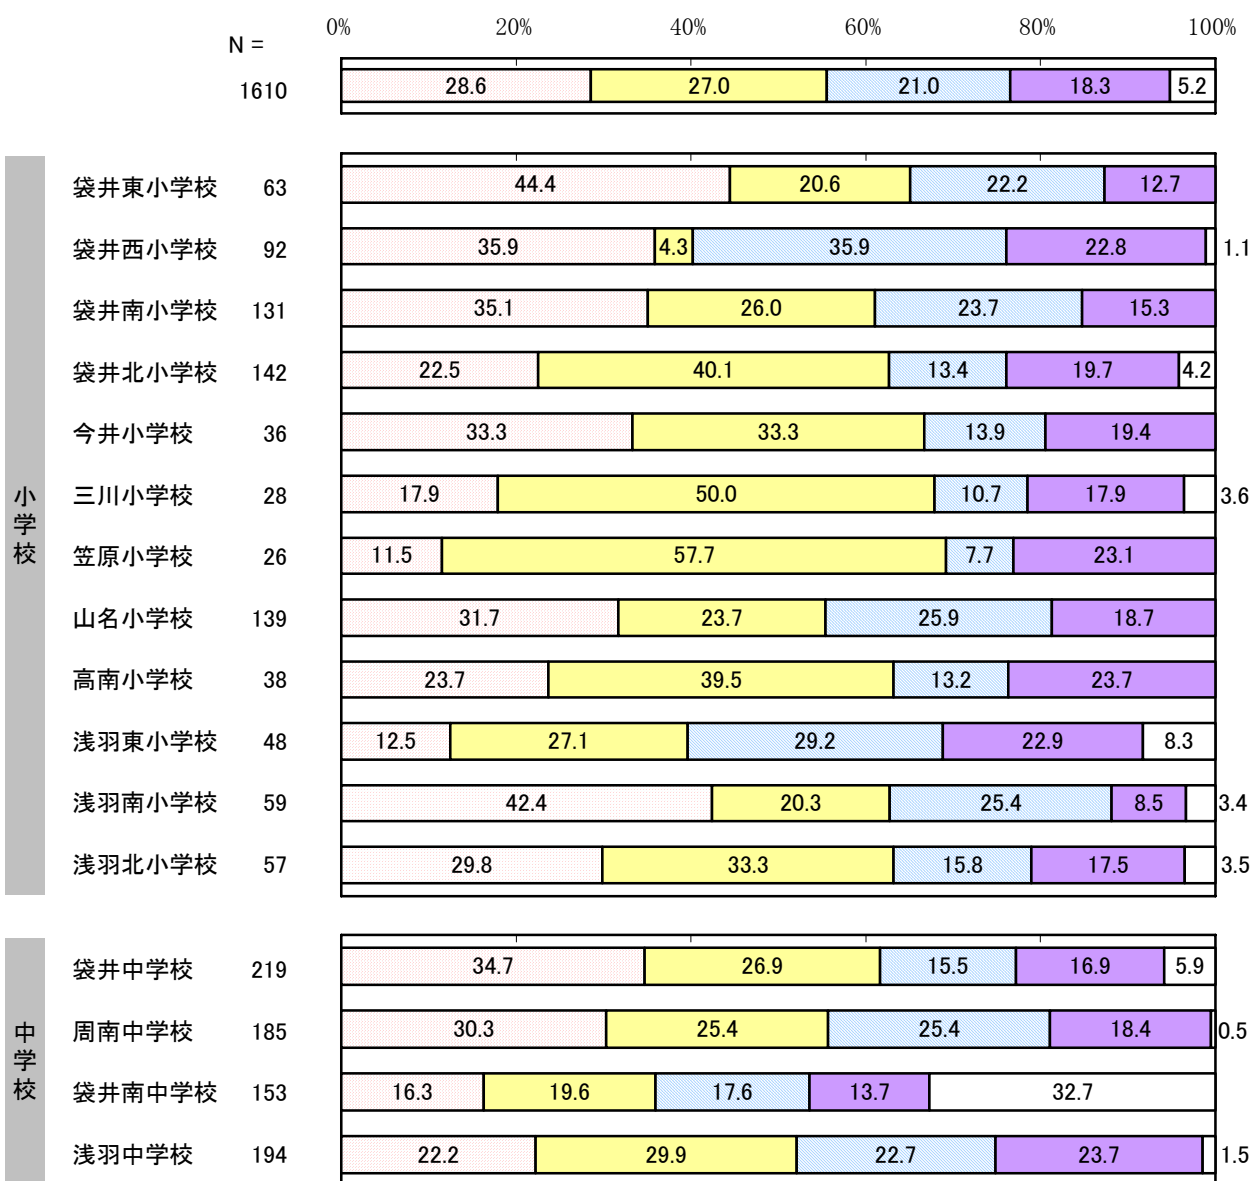 0% 20% 40% 60% 80% 100%
N =
1610 28.6 27.0 21.0 18.3 5.2
小学校
袋井東小学校 63 44.4 20.6 22.2 12.7
袋井西小学校 92 35.9 4.3 35.9 22.8 1.1
袋井南小学校 131 35.1 26.0 23.7 15.3
袋井北小学校 142 22.5 40.1 13.4 19.7 4.2
今井小学校 36 33.3 33.3 13.9 19.4
三川小学校 28 17.9 50.0 10.7 17.9 3.6
笠原小学校 26 11.5 57.7 7.7 23.1
山名小学校 139 31.7 23.7 25.9 18.7
高南小学校 38 23.7 39.5 13.2 23.7
浅羽東小学校 48 12.5 27.1 29.2 22.9 8.3
浅羽南小学校 59 42.4 20.3 25.4 8.5 3.4
浅羽北小学校 57 29.8 33.3 15.8 17.5 3.5
中学校
袋井中学校 219 34.7 26.9 15.5 16.9 5.9
周南中学校 185 30.3 25.4 25.4 18.4 0.5
袋井南中学校 153 16.3 19.6 17.6 13.7 32.7
浅羽中学校 194 22.2 29.9 22.7 23.7 1.5